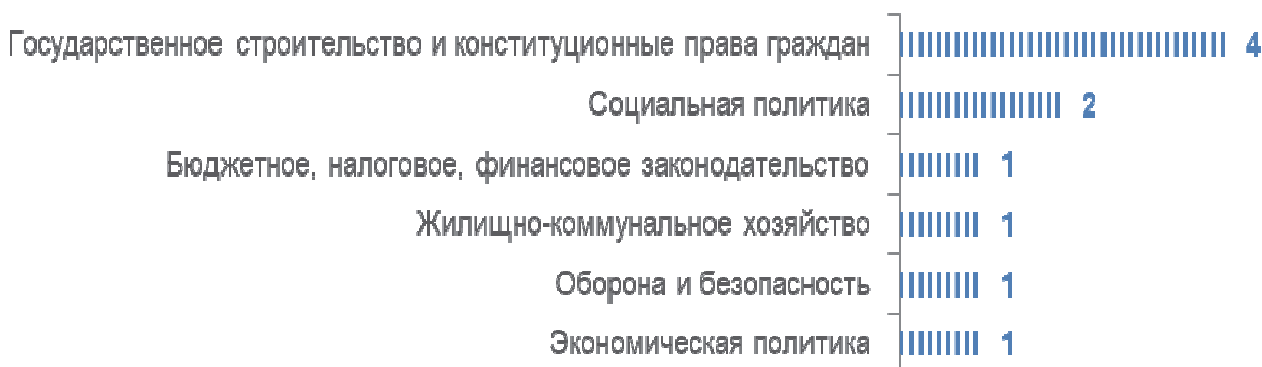 Государственное строительство и конституционные права граждан 4
Социальная политика 2
Бюджетное, налоговое, финансовое законодательство 1
Жилищно-коммунальное хозяйство 1
Оборона и безопасность 1
Экономическая политика 1